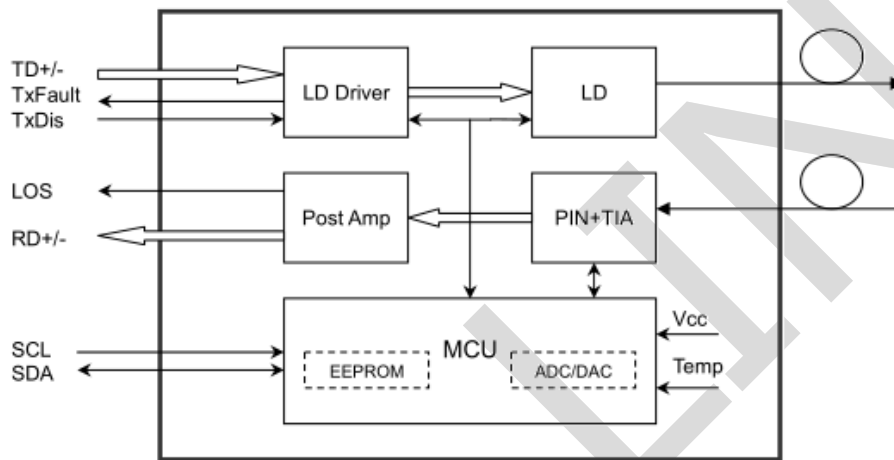 TD+/-
TxFault
TxDis
LD Driver
LD
LOS
RD+/-
Post Amp
PIN+TIA
SCL
SDA
MCU
EEPROM
ADC/DAC
Vcc
Temp
LIN